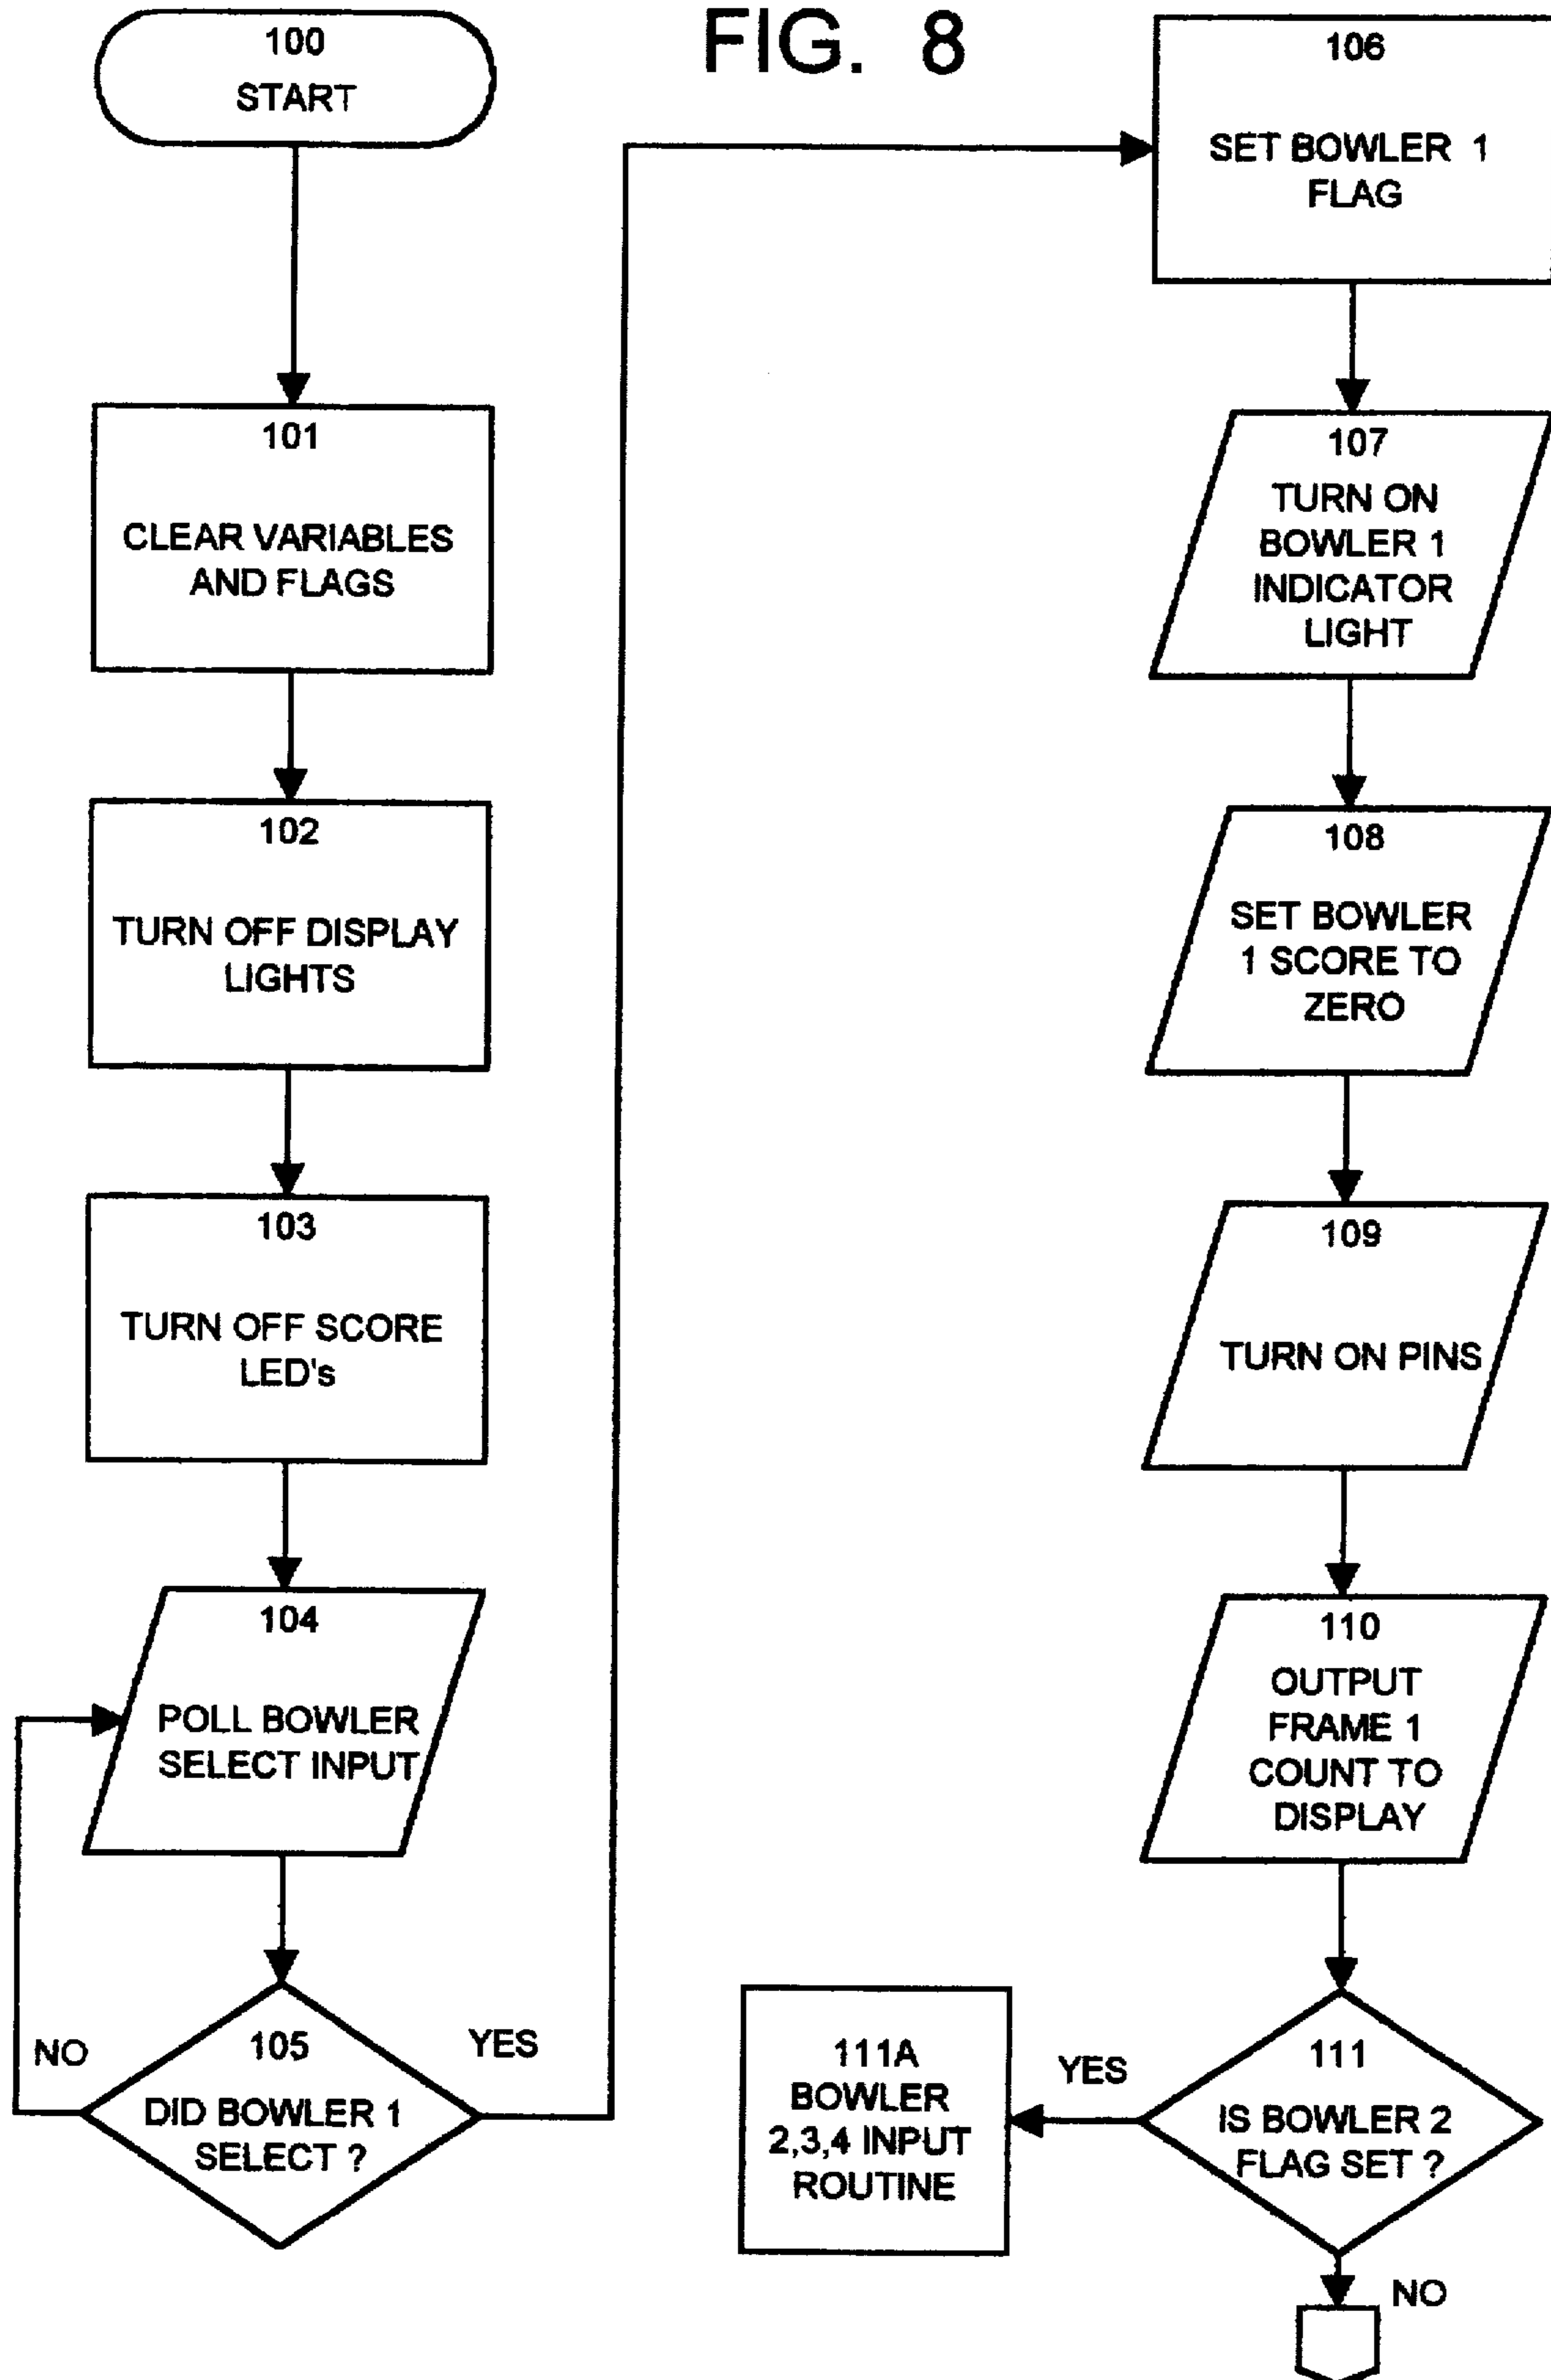 FIG. 8
100
START
101
CLEAR VARIABLES
AND FLAGS
102
TURN OFF DISPLAY
LIGHTS
103
TURN OFF SCORE
LED's
104
POLL BOWLER
SELECT INPUT
NO
105
YES
DID BOWLER 1
SELECT ?
106
SET BOWLER 1
FLAG
107
TURN ON
BOWLER 1
INDICATOR
LIGHT
108
SET BOWLER
1 SCORE TO
ZERO
109
TURN ON PINS
110
OUTPUT
FRAME 1
COUNT TO
DISPLAY
111
IS BOWLER 2
FLAG SET ?
YES
111A
BOWLER
2,3,4 INPUT
ROUTINE
NO